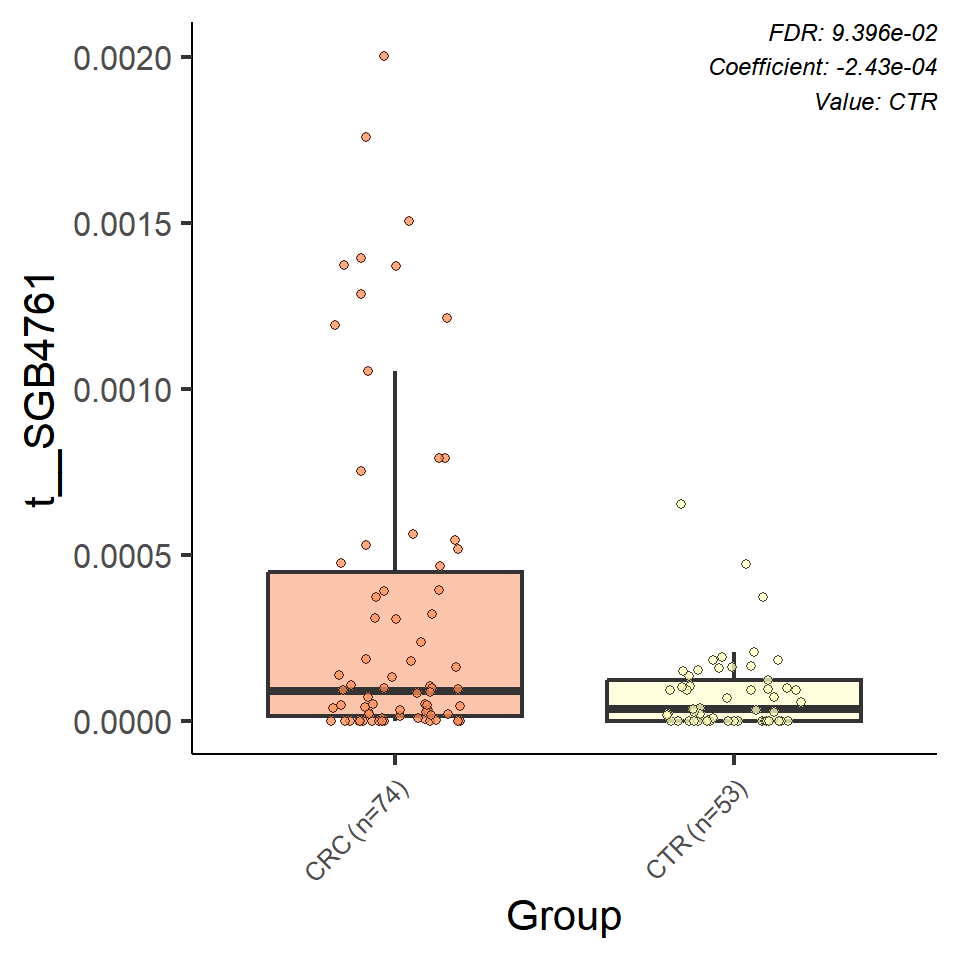 FDR: 9.396e-02
Coefficient: -2.43e-04
Value: CTR
t__SGB4761
0.0020
0.0015
0.0010
0.0005
0.0000
CRC (n=74)
CTR (n=53)
Group